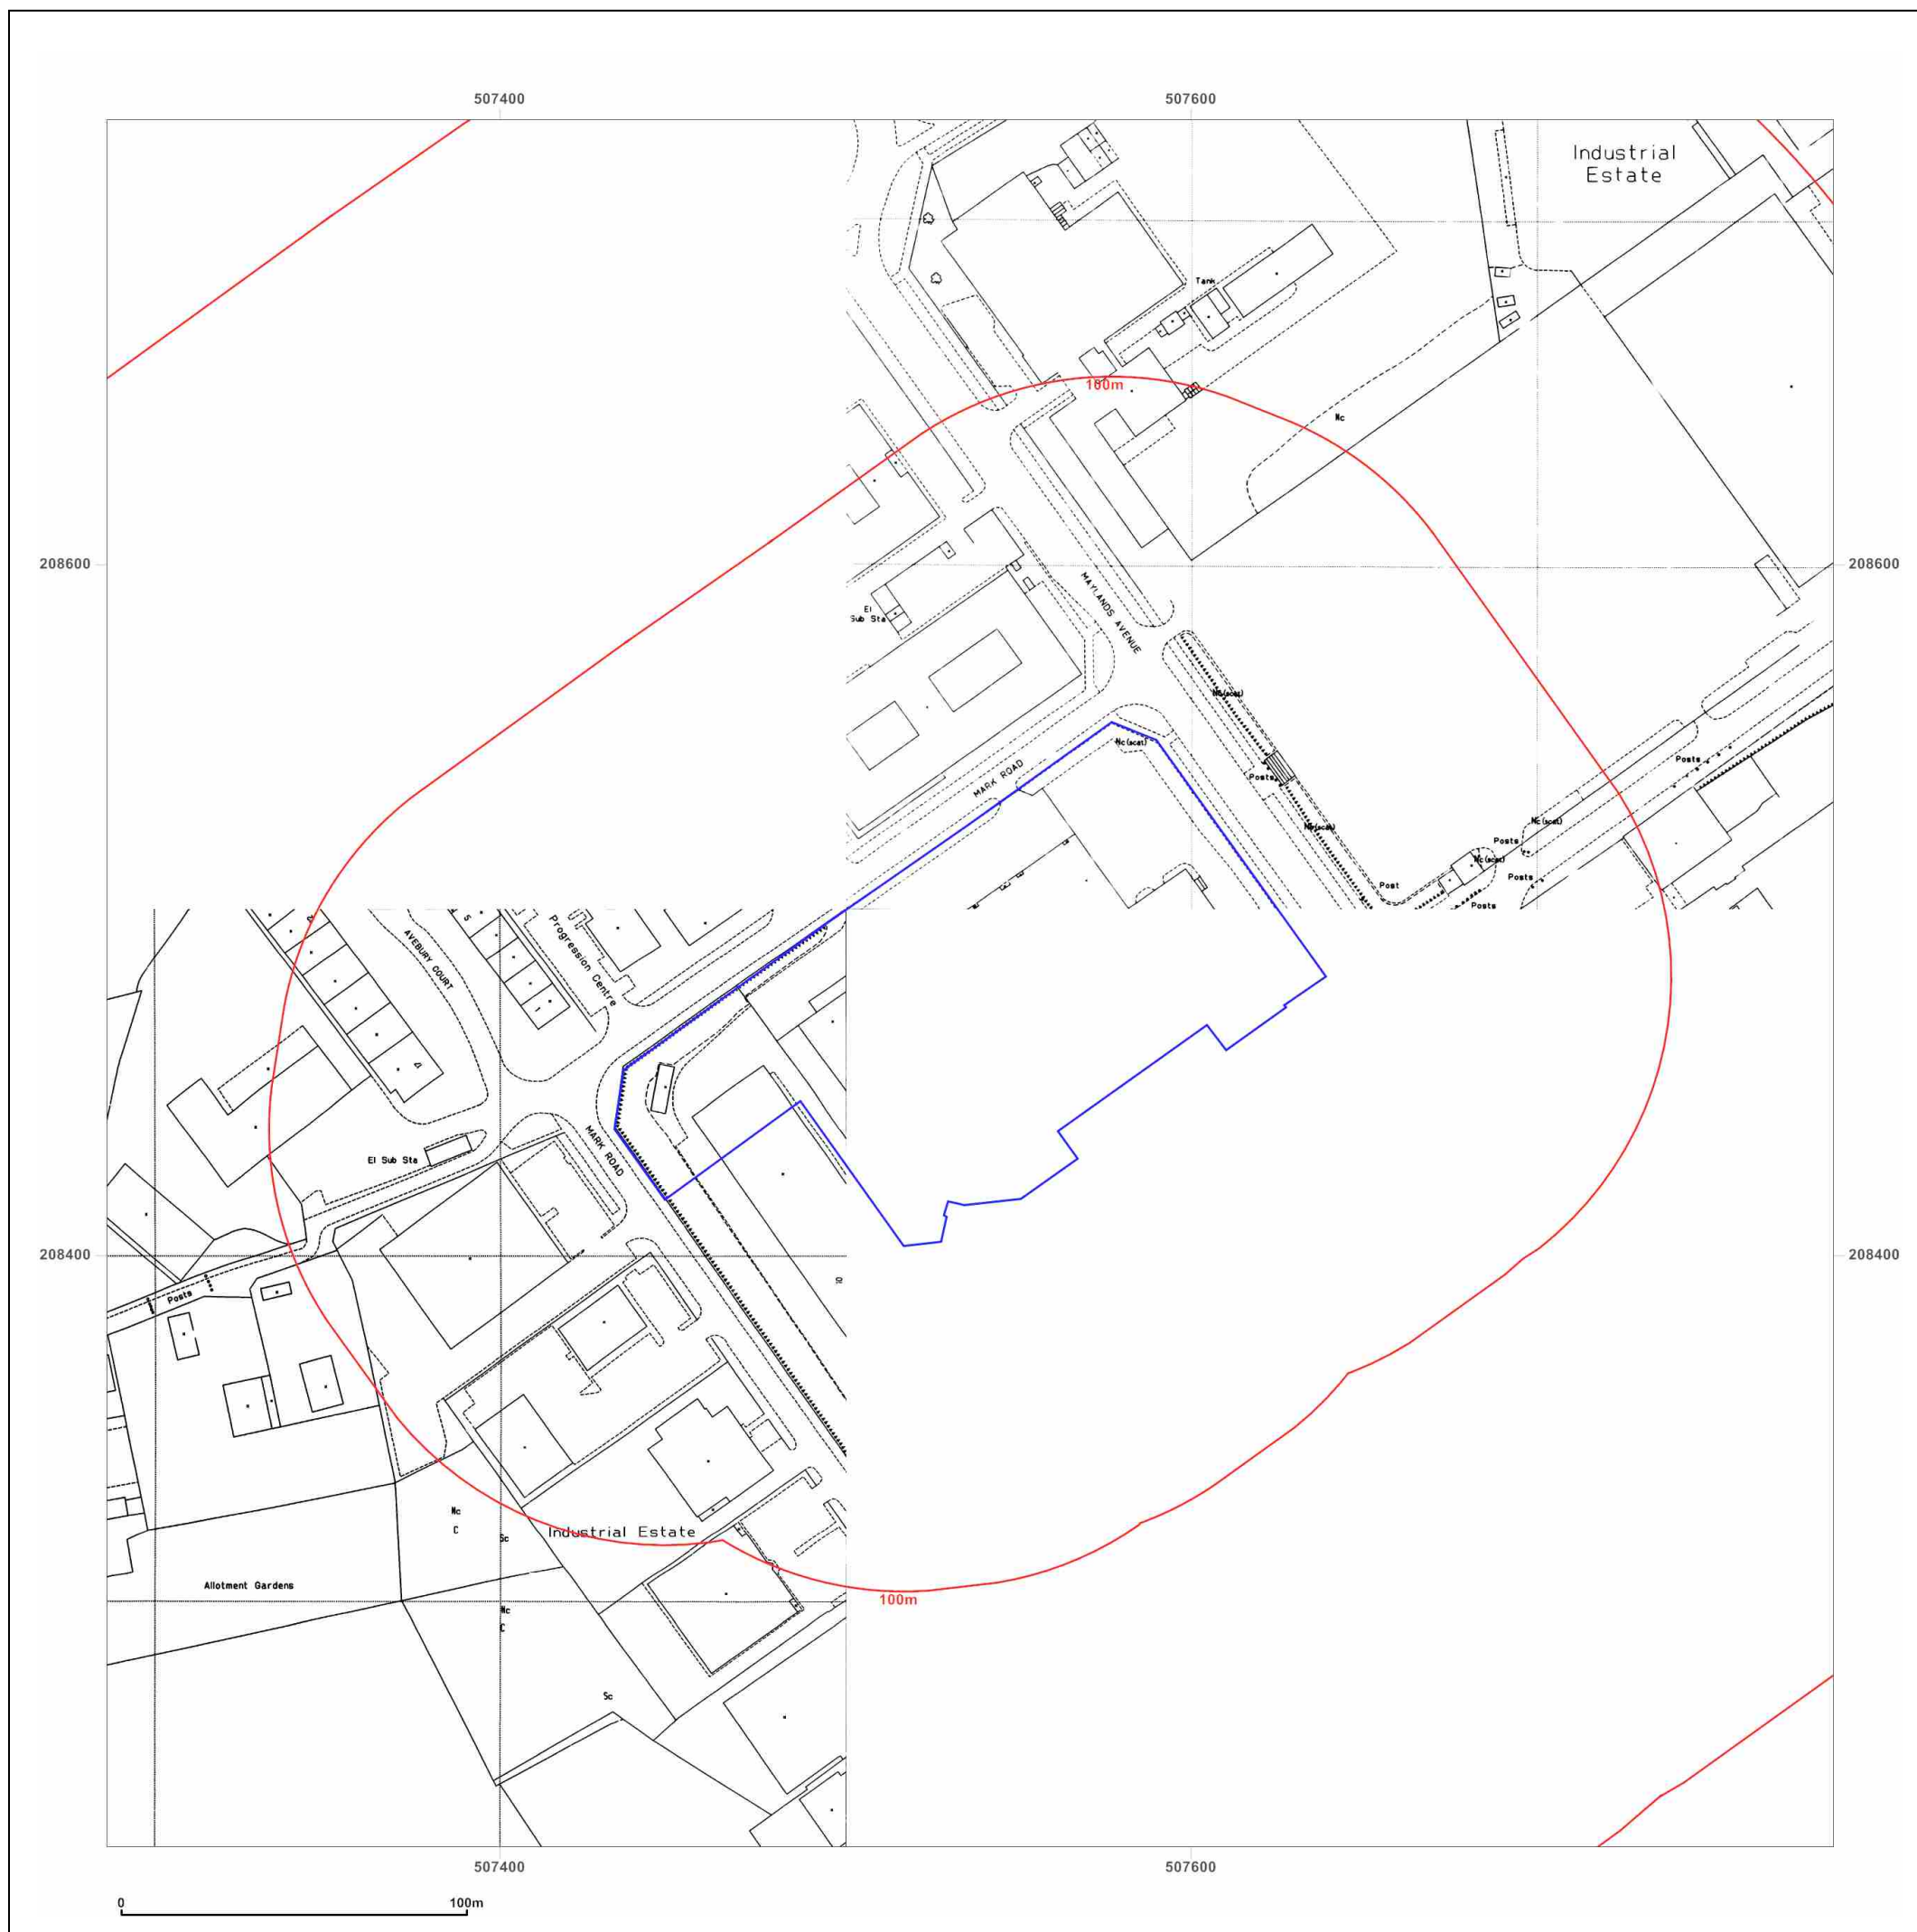 507400
507600
Industrial
Estate
Tank
100m
Nc
208600
208600
El
Sub Sta
MAYLANDS AVENUE
Nc(scat)
Nc(scat)
MARK ROAD
Posts
Posts
Nc(scat)
Nc(scat)
Posts
Nc(scat)
Posts
Post
Posts
AVEBURY COURT
Progression Centre
MARK ROAD
El Sub Sta
208400
208400
Posts
Nc
C
Sc
Industrial Estate
Allotment Gardens
100m
Nc
C
Sc
507400
507600
0
100m